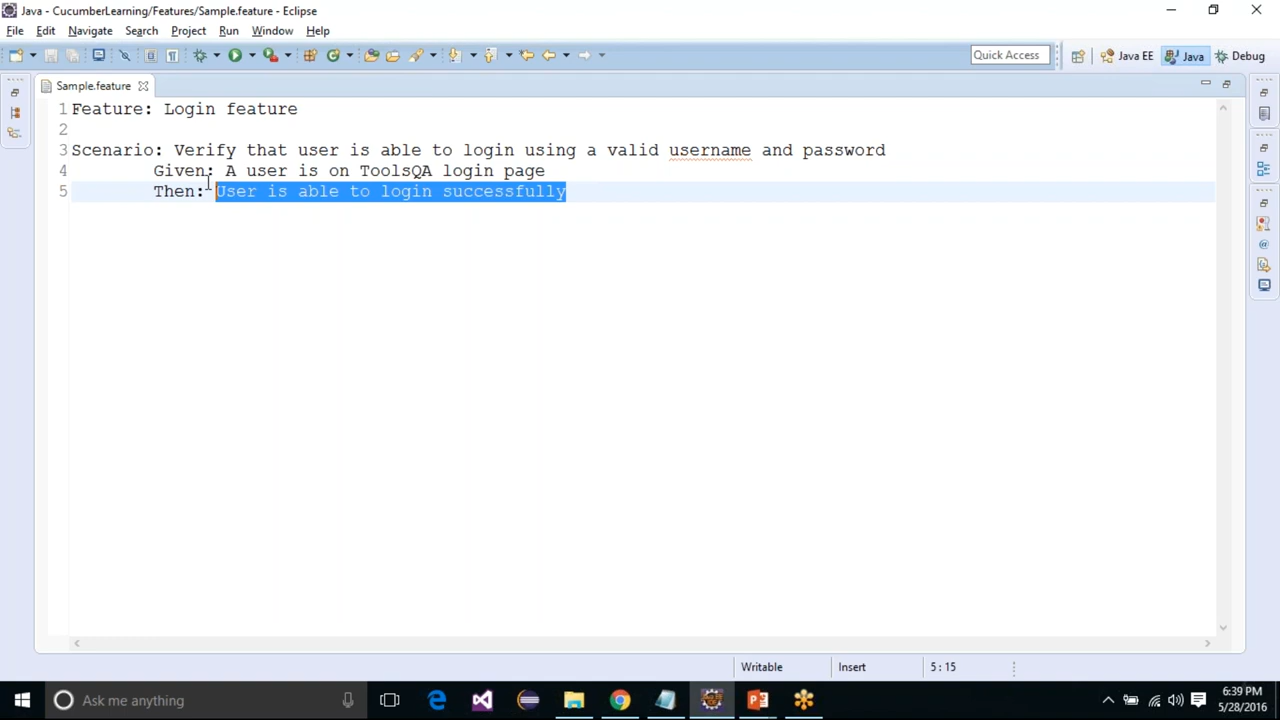 Java - CucumberLearning/Features/Sample.feature - Eclipse
File Edit Navigate Search Project Run Window Help
Quick Access Java EE Java Debug
Sample.feature
1 Feature: Login feature
2
3 Scenario: Verify that user is able to login using a valid username and password
4 Given: A user is on ToolsQA login page
5 Then: User is able to login successfully
Writable Insert 5 : 15
Ask me anything
6:39 PM
5/28/2016